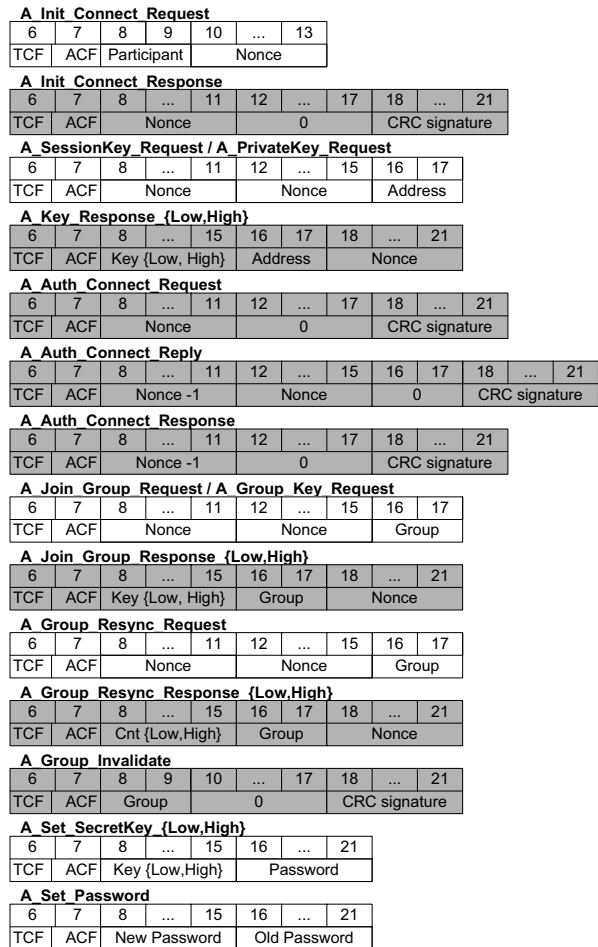 A_Init_Connect_Request
6 7 8 9 10 ... 13
TCF ACF Participant Nonce
A_Init_Connect_Response
6 7 8 ... 11 12 ... 17 18 ... 21
TCF ACF Nonce 0 CRC signature
A_SessionKey_Request / A_PrivateKey_Request
6 7 8 ... 11 12 ... 15 16 17
TCF ACF Nonce Nonce Address
A_Key_Response_{Low,High}
6 7 8 ... 15 16 17 18 ... 21
TCF ACF Key {Low, High} Address Nonce
A_Auth_Connect_Request
6 7 8 ... 11 12 ... 17 18 ... 21
TCF ACF Nonce 0 CRC signature
A_Auth_Connect_Reply
6 7 8 ... 11 12 ... 15 16 17 18 ... 21
TCF ACF Nonce -1 Nonce 0 CRC signature
A_Auth_Connect_Response
6 7 8 ... 11 12 ... 17 18 ... 21
TCF ACF Nonce -1 0 CRC signature
A_Join_Group_Request / A_Group_Key_Request
6 7 8 ... 11 12 ... 15 16 17
TCF ACF Nonce Nonce Group
A_Join_Group_Response_{Low,High}
6 7 8 ... 15 16 17 18 ... 21
TCF ACF Key {Low, High} Group Nonce
A_Group_Resync_Request
6 7 8 ... 11 12 ... 15 16 17
TCF ACF Nonce Nonce Group
A_Group_Resync_Response_{Low,High}
6 7 8 ... 15 16 17 18 ... 21
TCF ACF Cnt {Low,High} Group Nonce
A_Group_Invalidate
6 7 8 9 10 ... 17 18 ... 21
TCF ACF Group 0 CRC signature
A_Set_SecretKey_{Low,High}
6 7 8 ... 15 16 ... 21
TCF ACF Key {Low,High} Password
A_Set_Password
6 7 8 ... 15 16 ... 21
TCF ACF New Password Old Password